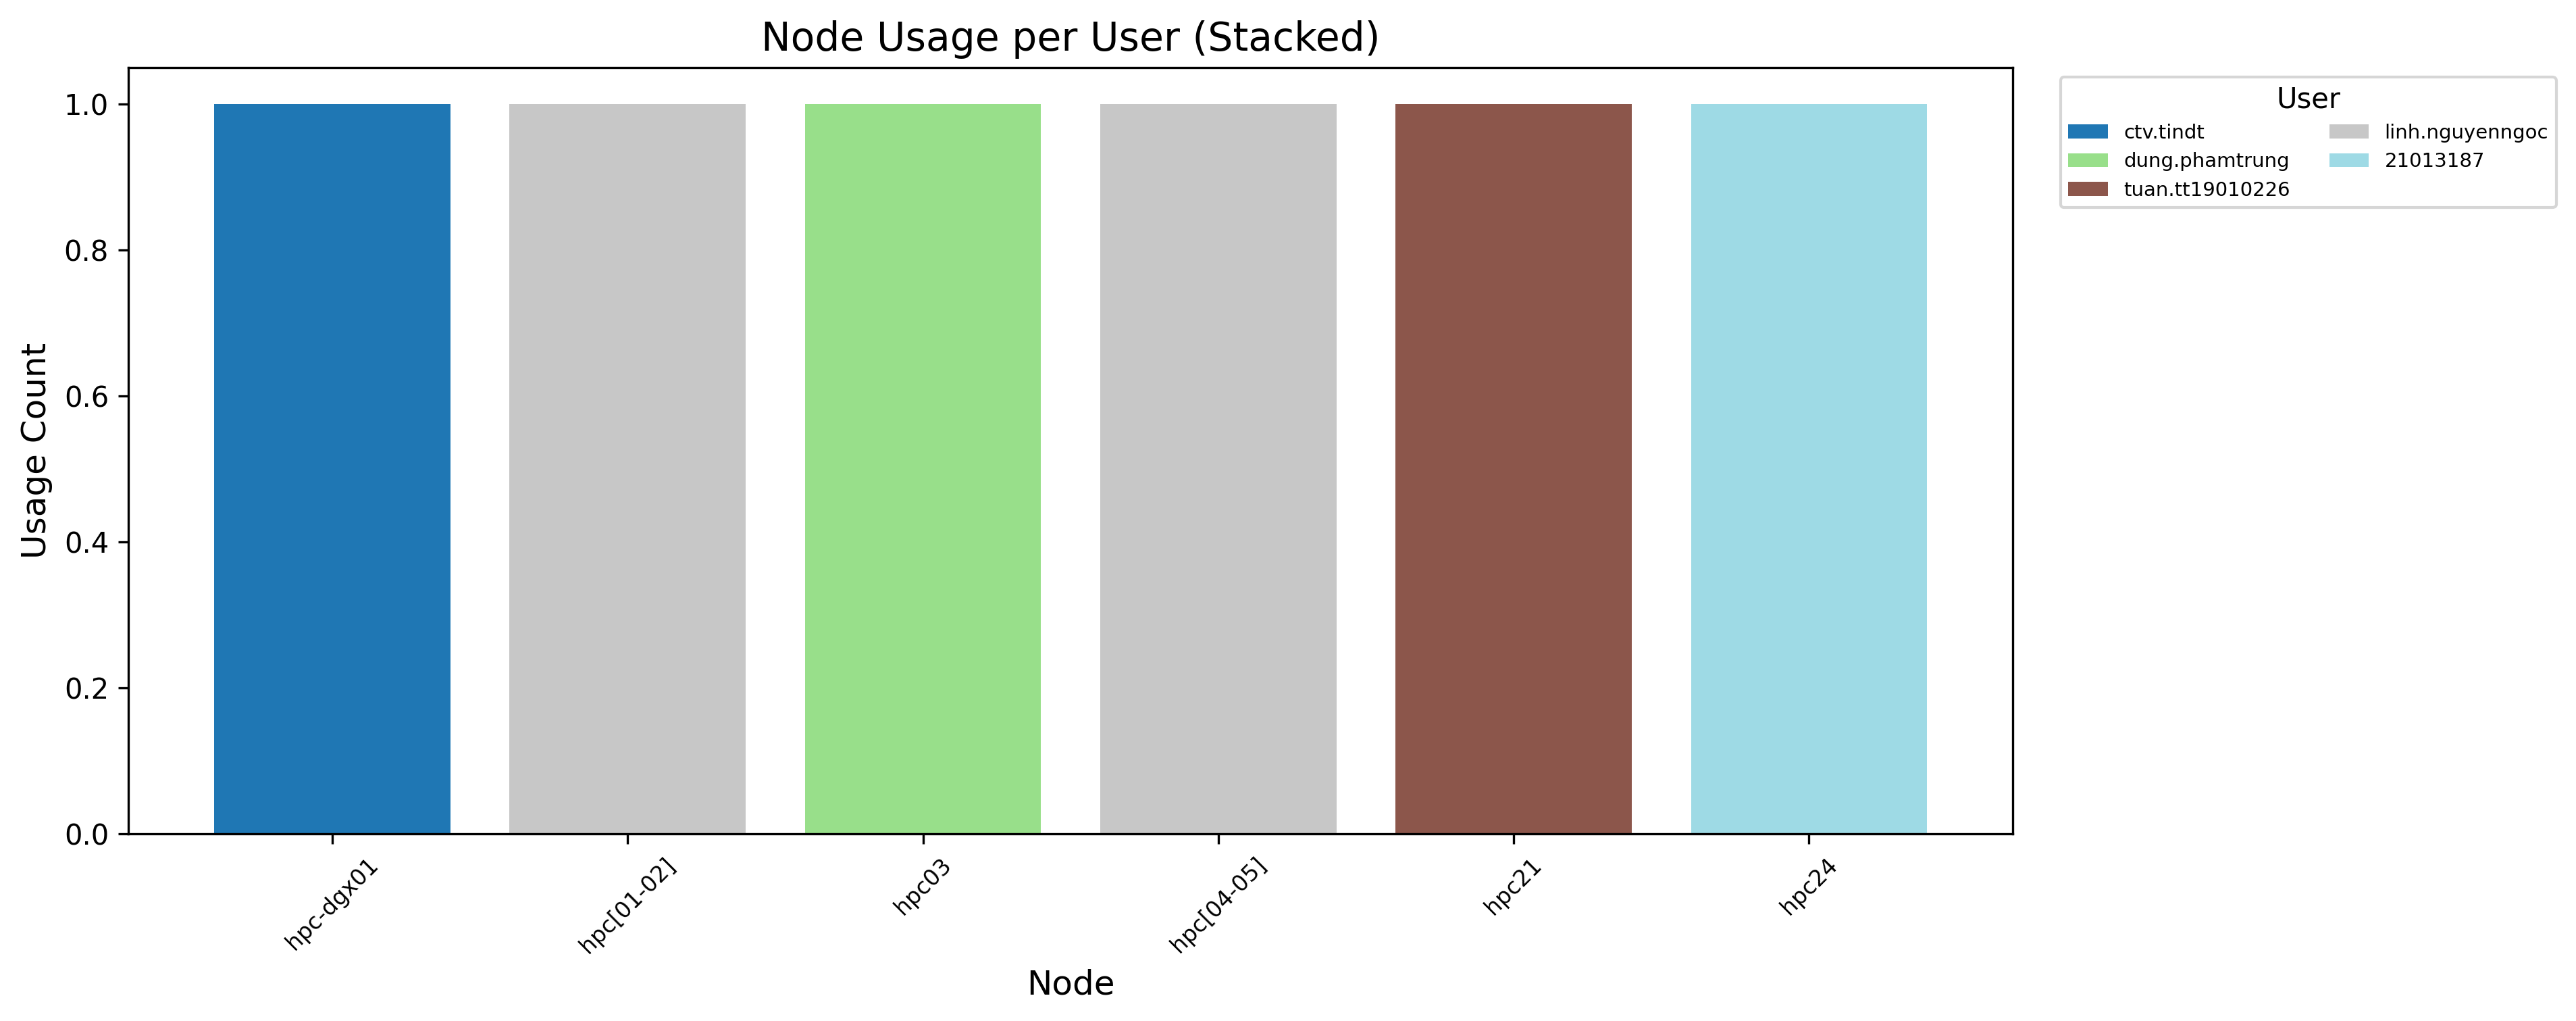 Node Usage per User (Stacked)
Usage Count
1.0
0.8
0.6
0.4
0.2
0.0
hpc-dgx01
hpc[01-02]
hpc03
hpc[04-05]
hpc21
hpc24
Node
User
ctv.tindt
dung.phamtrung
tuan.tt19010226
linh.nguyenngoc
21013187